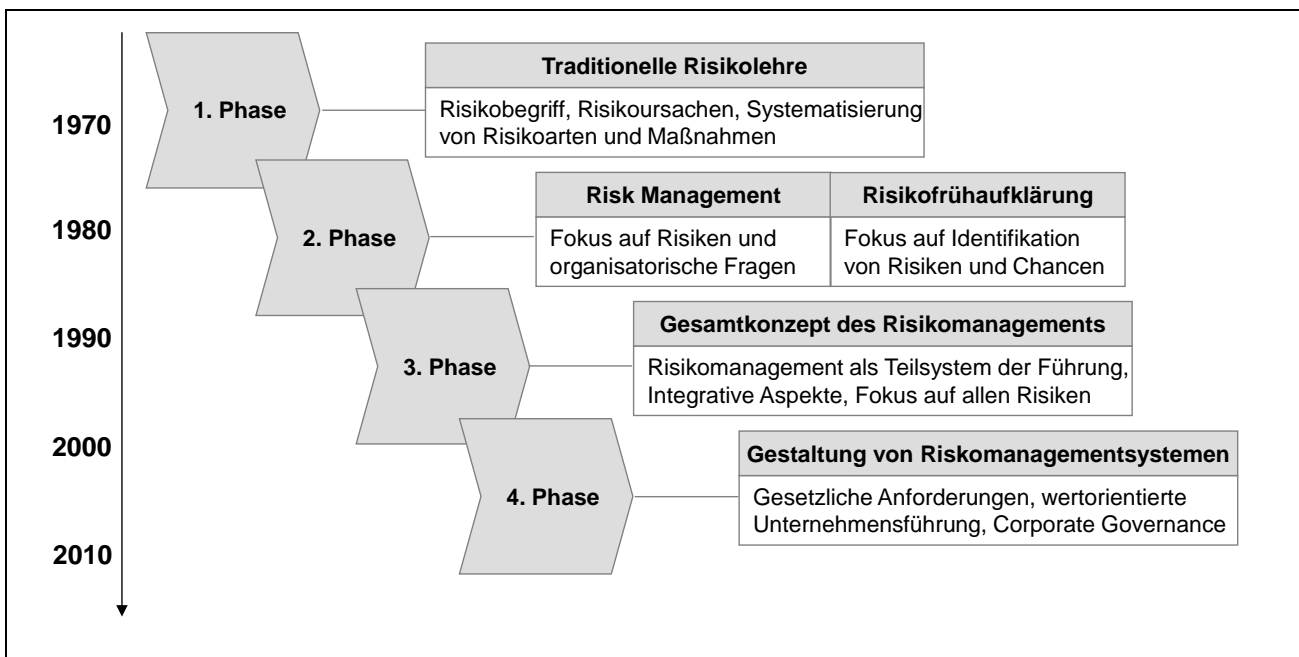 Traditionelle Risikolehre
1. Phase
Risikobegriff, Risikoursachen, Systematisierung
von Risikoarten und Maßnahmen
1970
Risk Management
Risikofrühaufklärung
1980
2. Phase
Fokus auf Risiken und
organisatorische Fragen
Fokus auf Identifikation
von Risiken und Chancen
Gesamtkonzept des Risikomanagements
1990
3. Phase
Risikomanagement als Teilsystem der Führung,
Integrative Aspekte, Fokus auf allen Risiken
2000
Gestaltung von Riskomanagementsystemen
4. Phase
Gesetzliche Anforderungen, wertorientierte
Unternehmensführung, Corporate Governance
2010